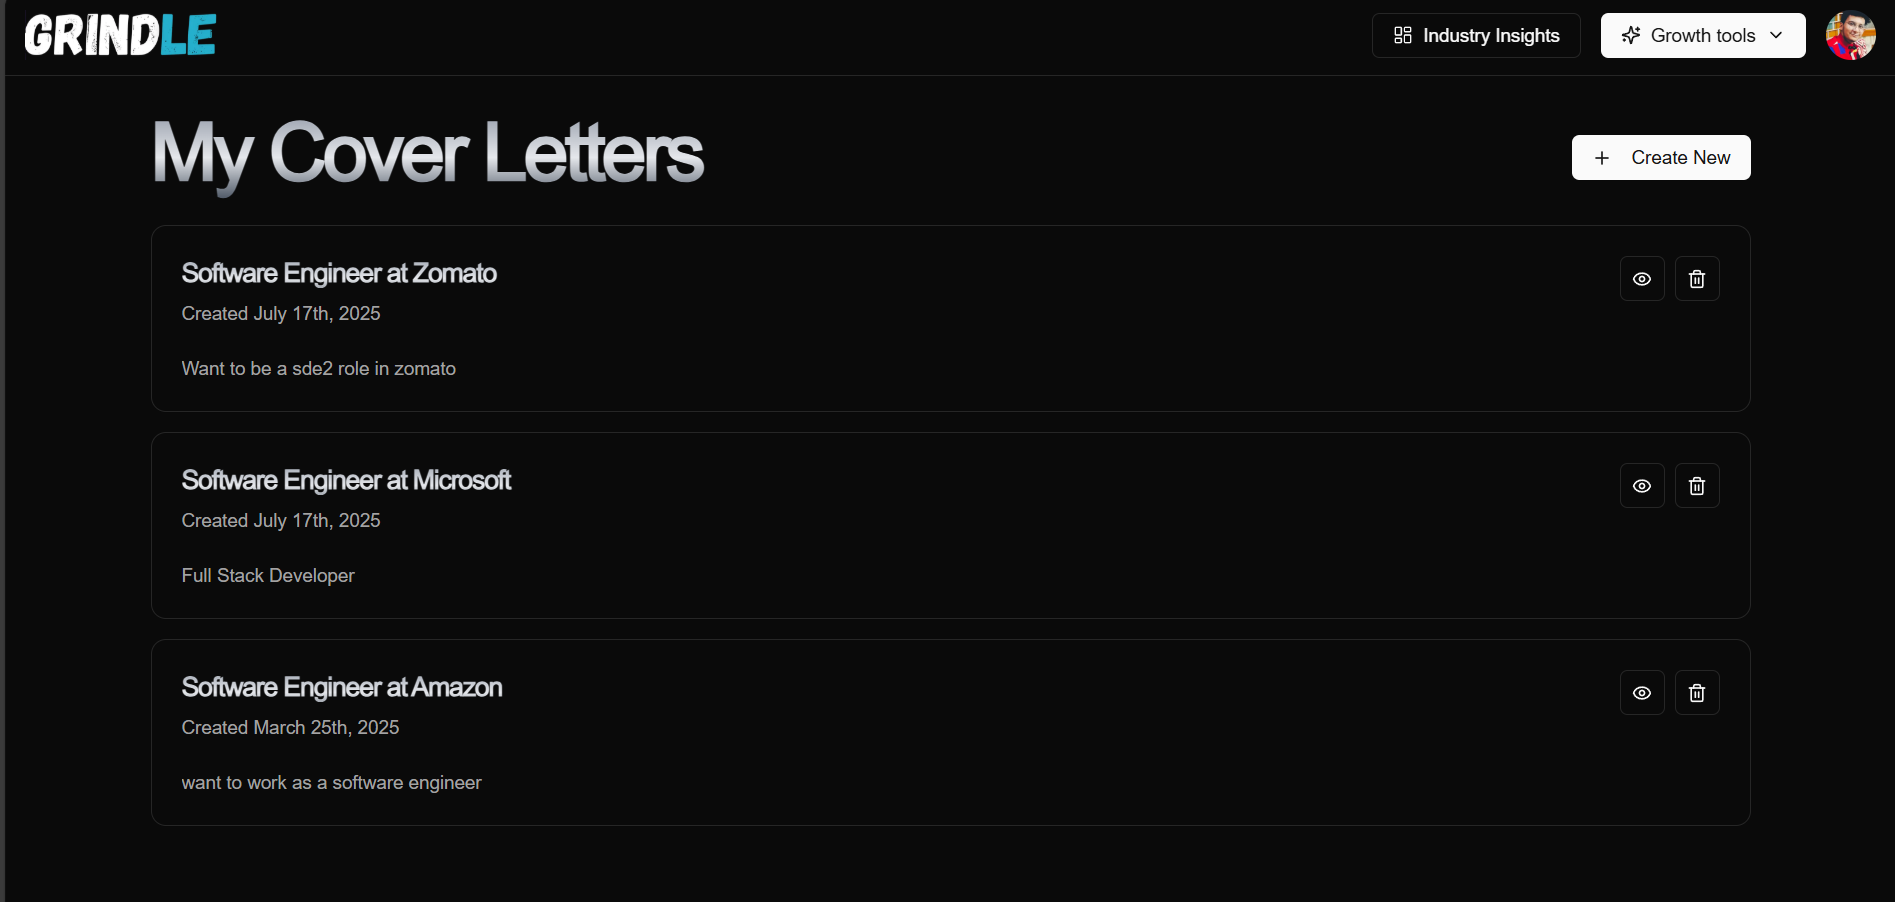 GRINDLE
Industry Insights
Growth tools
My Cover Letters
Create New
Software Engineer at Zomato
Created July 17th, 2025
Want to be a sde2 role in zomato
Software Engineer at Microsoft
Created July 17th, 2025
Full Stack Developer
Software Engineer at Amazon
Created March 25th, 2025
want to work as a software engineer